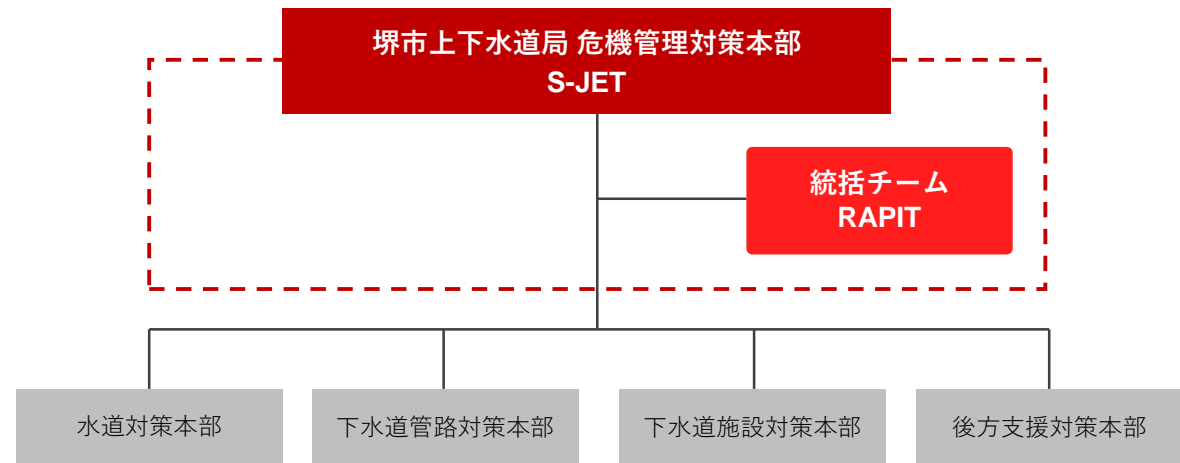 堺市上下水道局 危機管理対策本部
S-JET
統括チーム
RAPIT
水道対策本部
下水道管路対策本部
下水道施設対策本部
後方支援対策本部